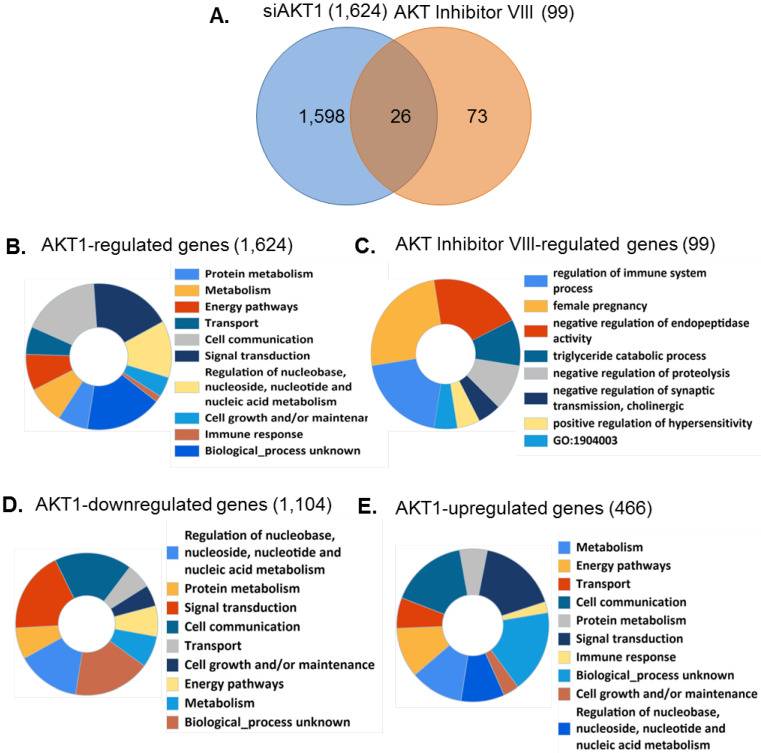 A. siAKT1 (1,624) AKT Inhibitor VIII (99)
1,598 26 73
B. AKT1-regulated genes (1,624)
Protein metabolism
Metabolism
Energy pathways
Transport
Cell communication
Signal transduction
Regulation of nucleobase,
nucleoside, nucleotide and
nucleic acid metabolism
Cell growth and/or maintenar
Immune response
Biological_process unknown
C. AKT Inhibitor VIII-regulated genes (99)
regulation of immune system
process
female pregnancy
negative regulation of endopeptidase
activity
triglyceride catabolic process
negative regulation of proteolysis
negative regulation of synaptic
transmission, cholinergic
positive regulation of hypersensitivity
GO:1904003
D. AKT1-downregulated genes (1,104)
Regulation of nucleobase,
nucleoside, nucleotide and
nucleic acid metabolism
Protein metabolism
Signal transduction
Cell communication
Transport
Cell growth and/or maintenance
Energy pathways
Metabolism
Biological_process unknown
E. AKT1-upregulated genes (466)
Metabolism
Energy pathways
Transport
Cell communication
Protein metabolism
Signal transduction
Immune response
Biological_process unknown
Cell growth and/or maintenance
Regulation of nucleobase,
nucleoside, nucleotide and
nucleic acid metabolism